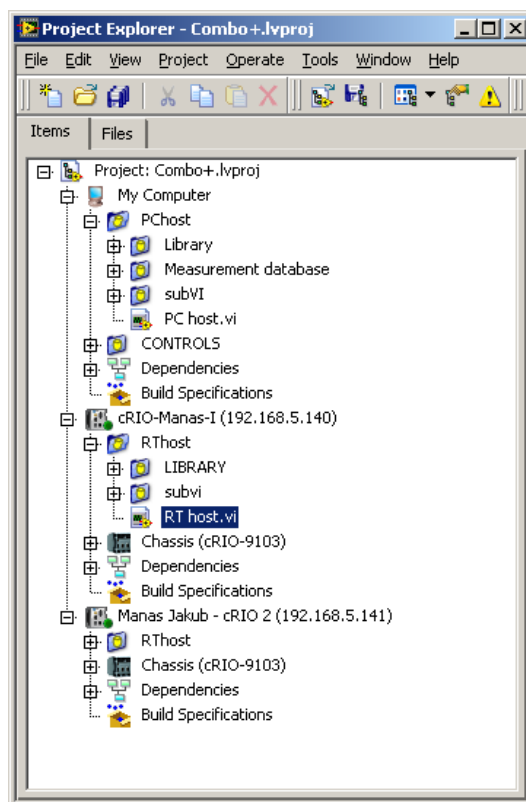 Project Explorer - Combo+.lvproj
File Edit View Project Operate Tools Window Help
Items Files
Project: Combo+.lvproj
My Computer
PChost
Library
Measurement database
subVI
PC host.vi
CONTROLS
Dependencies
Build Specifications
cRIO-Manas-I (192.168.5.140)
RThost
LIBRARY
subvi
RT host.vi
Chassis (cRIO-9103)
Dependencies
Build Specifications
Manas Jakub - cRIO 2 (192.168.5.141)
RThost
Chassis (cRIO-9103)
Dependencies
Build Specifications